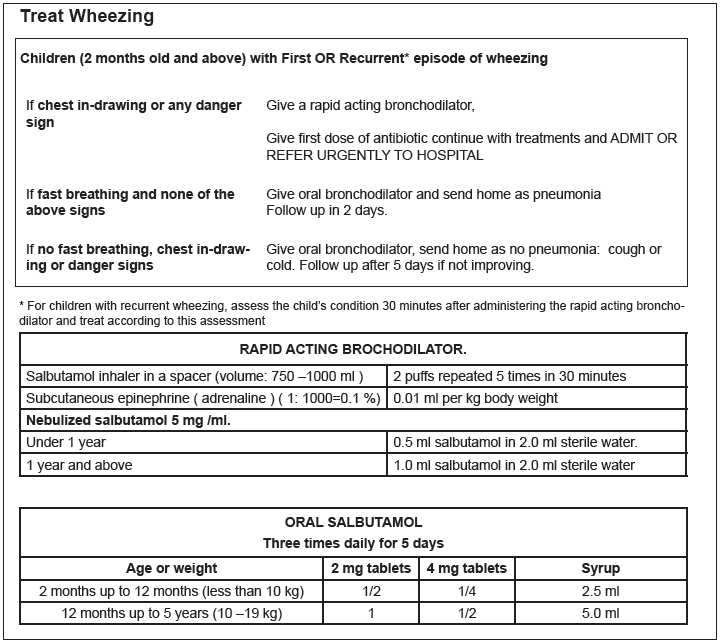 Treat Wheezing
Children (2 months old and above) with First OR Recurrent* episode of wheezing
If chest in-drawing or any danger
sign
Give a rapid acting bronchodilator,
Give first dose of antibiotic continue with treatments and ADMIT OR
REFER URGENTLY TO HOSPITAL
If fast breathing and none of the
above signs
Give oral bronchodilator and send home as pneumonia
Follow up in 2 days.
If no fast breathing, chest in-draw-
ing or danger signs
Give oral bronchodilator, send home as no pneumonia: cough or
cold. Follow up after 5 days if not improving.
* For children with recurrent wheezing, assess the child's condition 30 minutes after administering the rapid acting broncho-
dilator and treat according to this assessment
RAPID ACTING BROCHODILATOR.
Salbutamol inhaler in a spacer (volume: 750 –1000 ml ) 2 puffs repeated 5 times in 30 minutes
Subcutaneous epinephrine ( adrenaline ) ( 1: 1000=0.1 %) 0.01 ml per kg body weight
Nebulized salbutamol 5 mg /ml.
Under 1 year 0.5 ml salbutamol in 2.0 ml sterile water.
1 year and above 1.0 ml salbutamol in 2.0 ml sterile water
ORAL SALBUTAMOL
Three times daily for 5 days
Age or weight 2 mg tablets 4 mg tablets Syrup
2 months up to 12 months (less than 10 kg) 1/2 1/4 2.5 ml
12 months up to 5 years (10 –19 kg) 1 1/2 5.0 ml